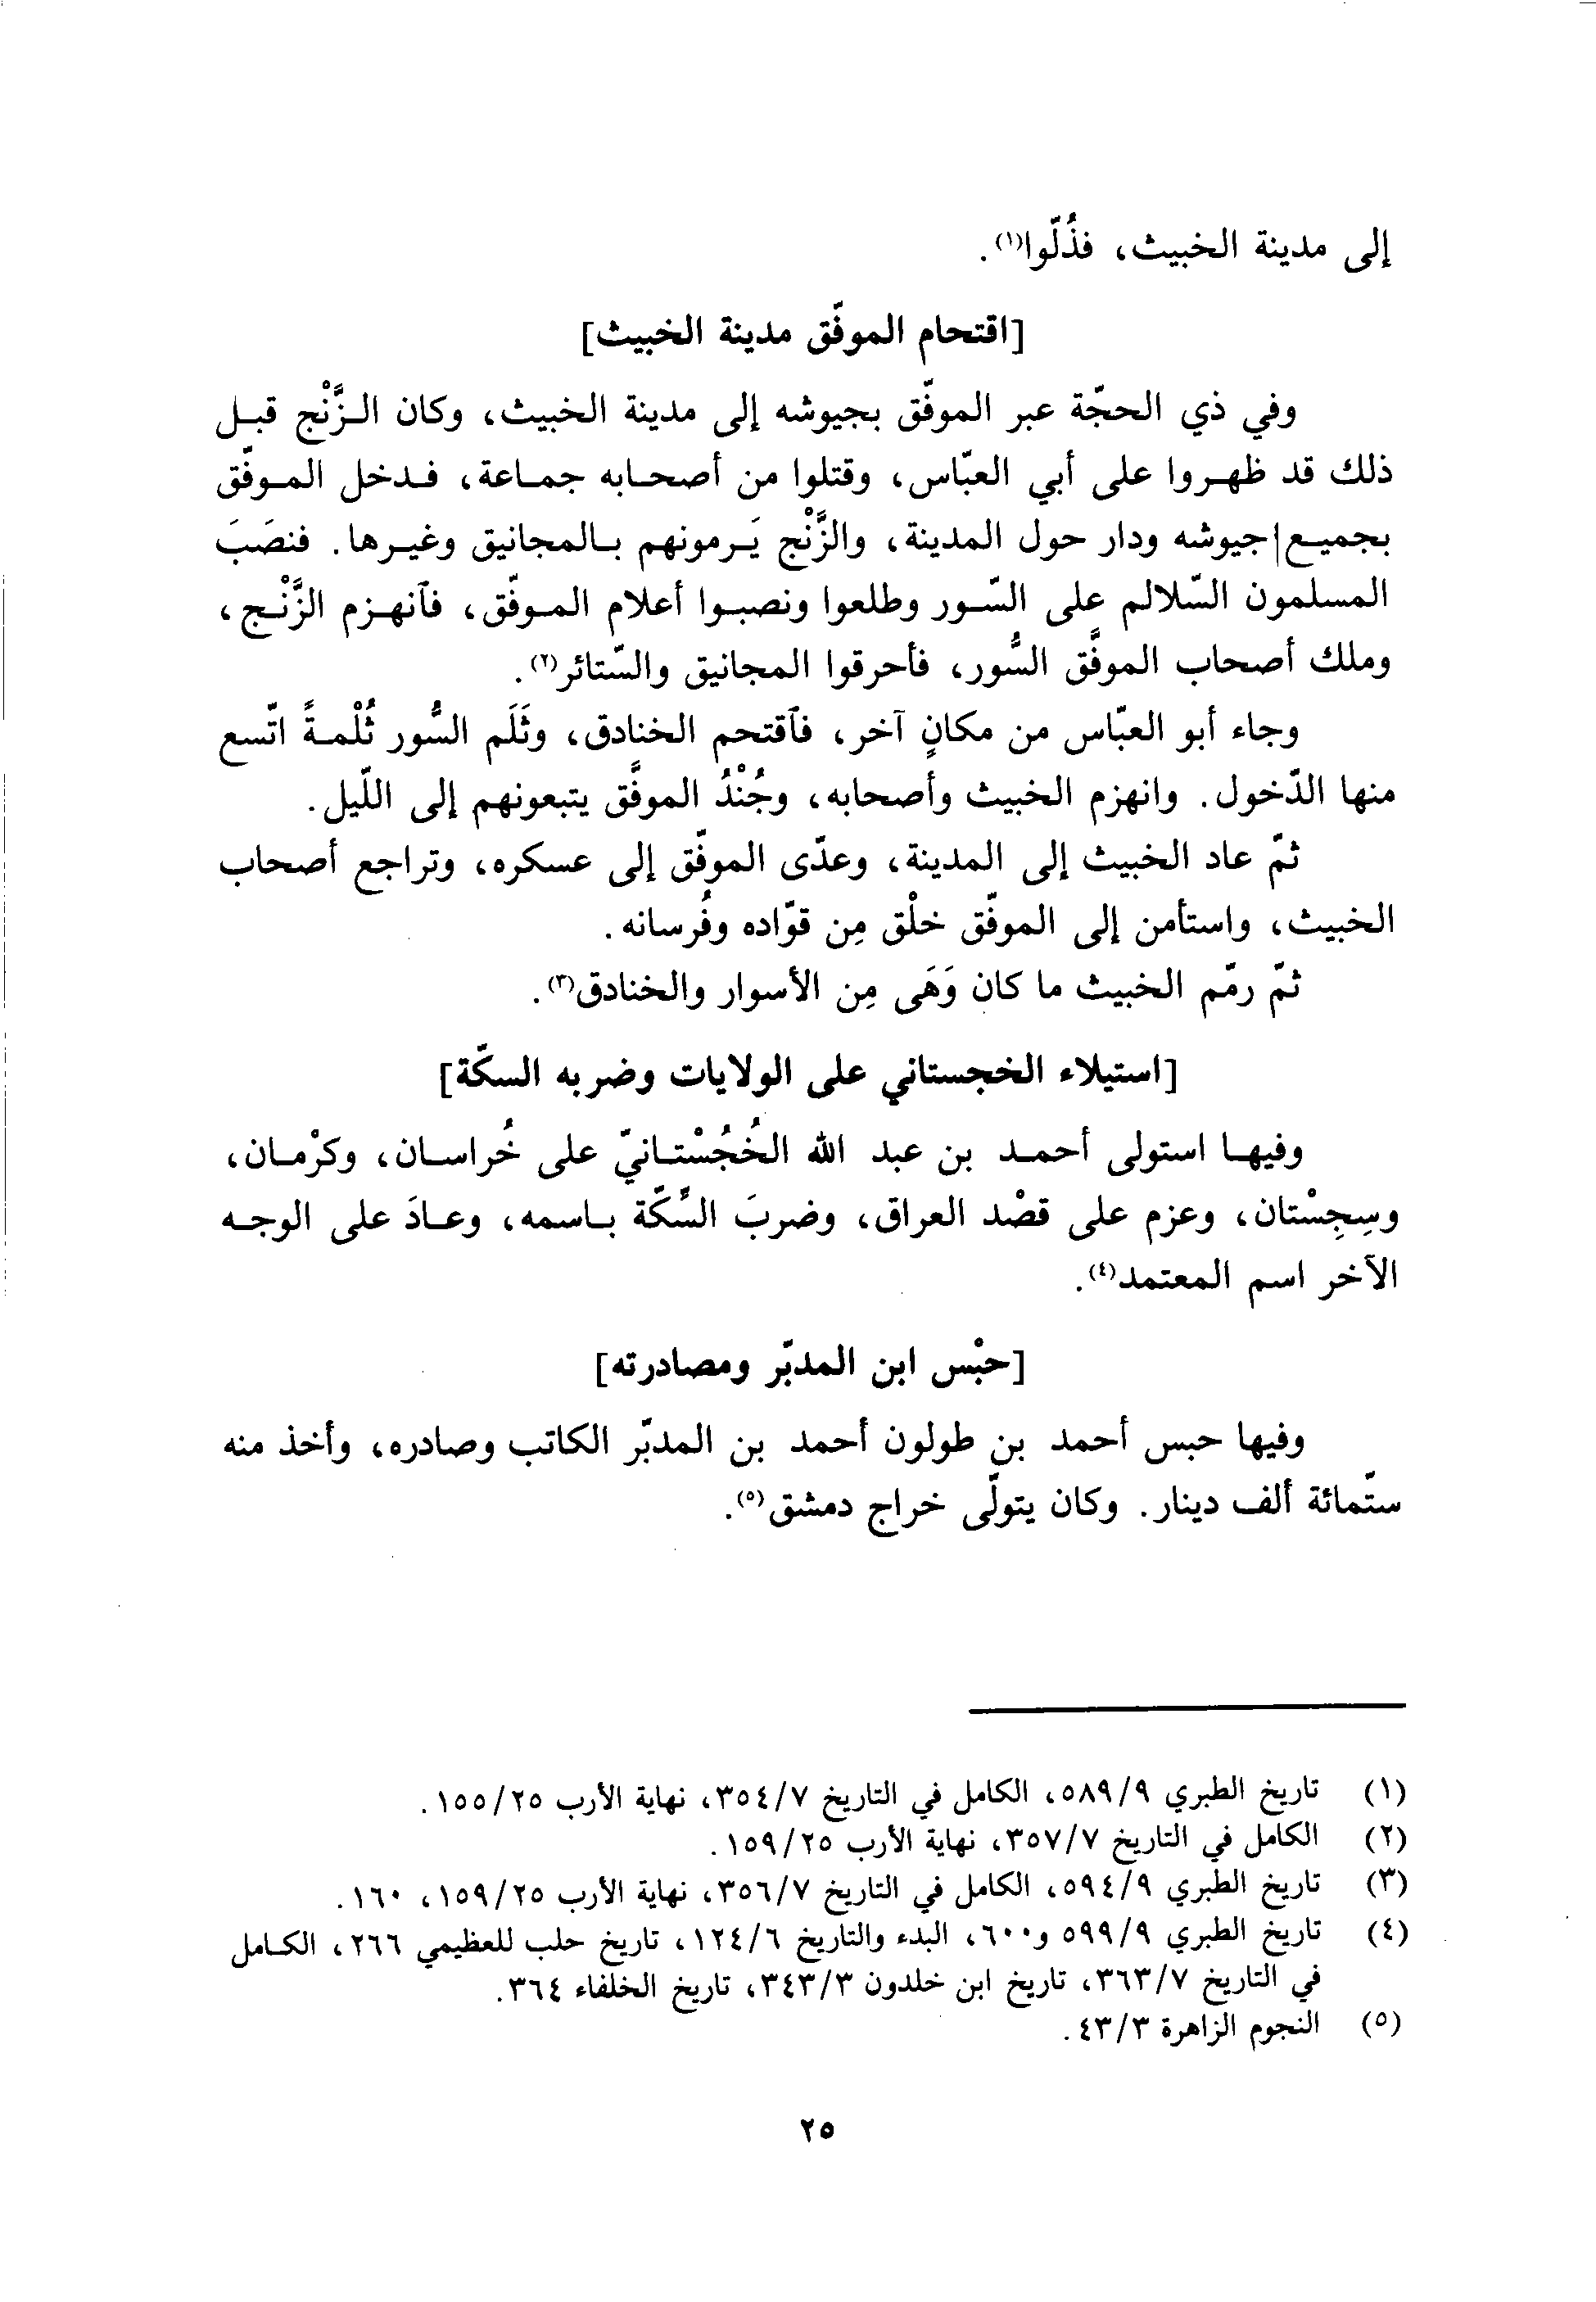 إلى مدينة الخبيث، فذُلّوا(١).
[اقتحام الموفّق مدينة الخبيث]
وفي ذي الحجّة عبر الموفّق بجيوشه إلى مدينة الخبيث، وكان الزَّنْج قبل
ذلك قد ظهروا على أبي العبّاس، وقتلوا من أصحابه جماعة، فدخل الموفّق
بجميع جيوشه ودار حول المدينة، والزَّنْج يَرمونهم بالمجانيق وغيرها. فنصَبَ
المسلمون السّلالم على السّور وطلعوا ونصبوا أعلام الموفّق، فٱنهزم الزَّنْج،
وملك أصحاب الموفَّق السُّور، فأحرقوا المجانيق والسّتائر(٢).
وجاء أبو العبّاس من مكانٍ آخر، فٱقتحم الخنادق، وثَلَم السُّور ثُلْمةً اتّسع
منها الدّخول. وانهزم الخبيث وأصحابه، وجُنْدُ الموفَّق يتبعونهم إلى اللّيل.
ثمّ عاد الخبيث إلى المدينة، وعدّى الموفّق إلى عسكره، وتراجع أصحاب
الخبيث، واستأمن إلى الموفّق خلْق مِن قوّاده وفُرسانه.
ثمّ رمّم الخبيث ما كان وَهَى مِن الأسوار والخنادق(٣).
[استيلاء الخجستاني على الولايات وضربه السكّة]
وفيها استولى أحمد بن عبد الله الخُجُسْتانيّ على خُراسان، وكرْمان،
وسِجِسْتان، وعزم على قصْد العراق، وضربَ السِّكّة باسمه، وعادَ على الوجه
الآخر اسم المعتمد(٤).
[حبْس ابن المدبّر ومصادرته]
وفيها حبس أحمد بن طولون أحمد بن المدبّر الكاتب وصادره، وأخذ منه
ستّمائة ألف دينار. وكان يتولّى خراج دمشق(٥).
(١) تاريخ الطبري ٥٨٩/٩، الكامل في التاريخ ٣٥٤/٧، نهاية الأرب ١٥٥/٢٥.
(٢) الكامل في التاريخ ٣٥٧/٧، نهاية الأرب ١٥٩/٢٥.
(٣) تاريخ الطبري ٥٩٤/٩، الكامل في التاريخ ٣٥٦/٧، نهاية الأرب ١٥٩/٢٥، ١٦٠.
(٤) تاريخ الطبري ٥٩٩/٩ و٦٠٠، البدء والتاريخ ١٢٤/٦، تاريخ حلب للعظيمي ٢٦٦، الكامل
في التاريخ ٣٦٣/٧، تاريخ ابن خلدون ٣٤٣/٣، تاريخ الخلفاء ٣٦٤.
(٥) النجوم الزاهرة ٤٣/٣.
٢٥